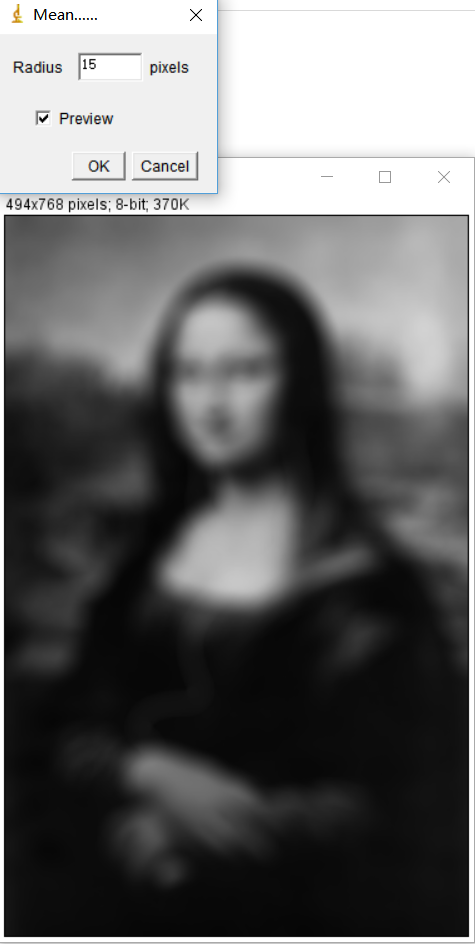 Mean......
Radius 15 pixels
Preview
OK Cancel
494x768 pixels; 8-bit; 370K